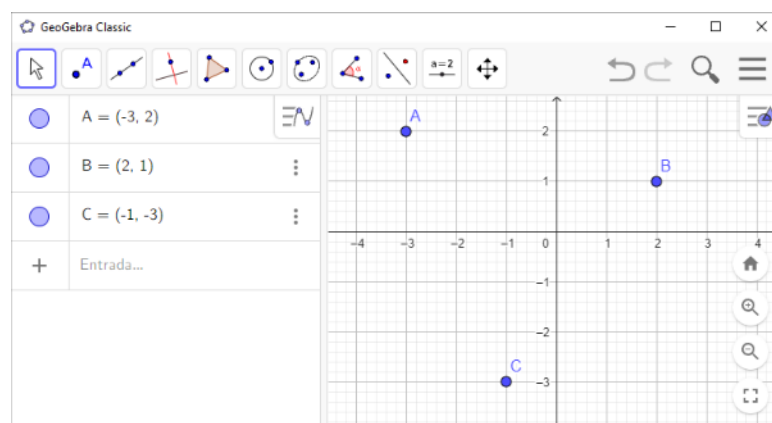 GeoGebra Classic
A
a=2
A = (-3, 2)
B = (2, 1)
C = (-1, -3)
+ Entrada...
A
B
C
2
1
−4 −3 −2 −1 0 1 2 3 4
−1
−2
−3